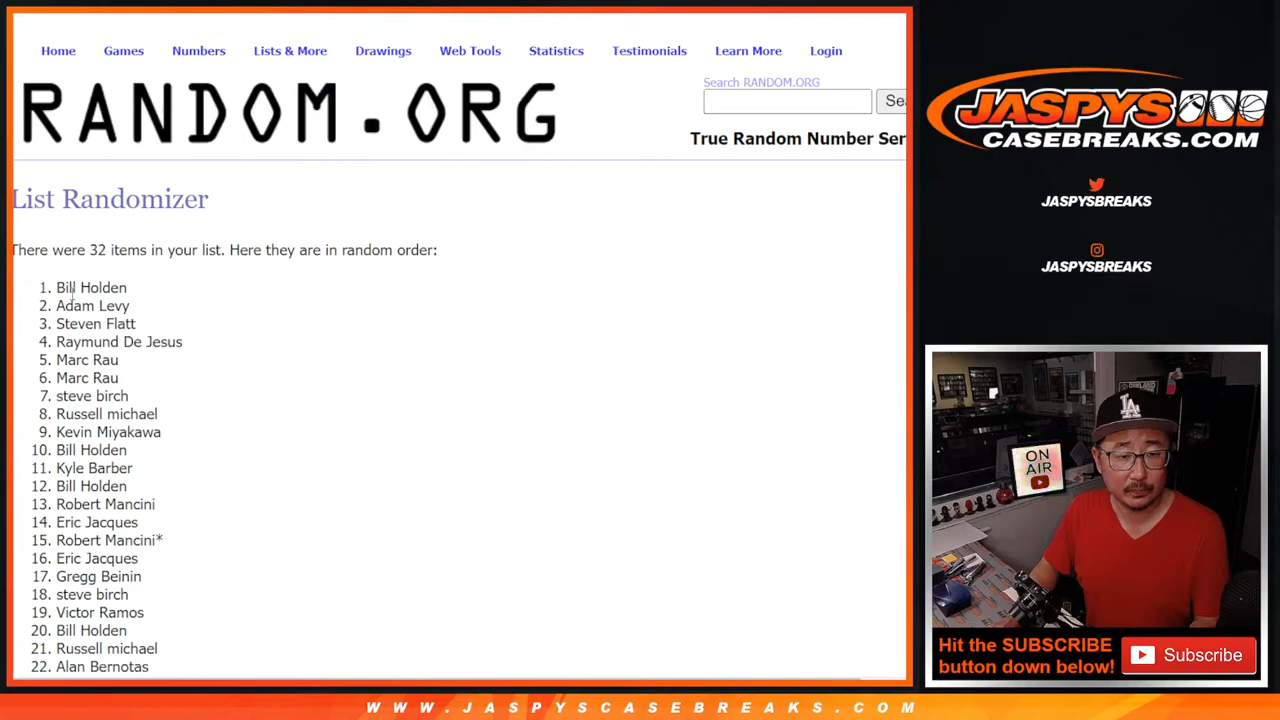 Home Games Numbers Lists & More Drawings Web Tools Statistics Testimonials Learn More Login
RANDOM.ORG
Search RANDOM.ORG
True Random Number Ser
List Randomizer
There were 32 items in your list. Here they are in random order:
1. Bill Holden
2. Adam Levy
3. Steven Flatt
4. Raymund De Jesus
5. Marc Rau
6. Marc Rau
7. steve birch
8. Russell michael
9. Kevin Miyakawa
10. Bill Holden
11. Kyle Barber
12. Bill Holden
13. Robert Mancini
14. Eric Jacques
15. Robert Mancini*
16. Eric Jacques
17. Gregg Beinin
18. steve birch
19. Victor Ramos
20. Bill Holden
21. Russell michael
22. Alan Bernotas
JASPYS
CASEBREAKS.COM
JASPYSBREAKS
JASPYSBREAKS
ON
AIR
LA
Hit the SUBSCRIBE
button down below!
Subscribe
WWW.JASPYSCASEBREAKS.COM